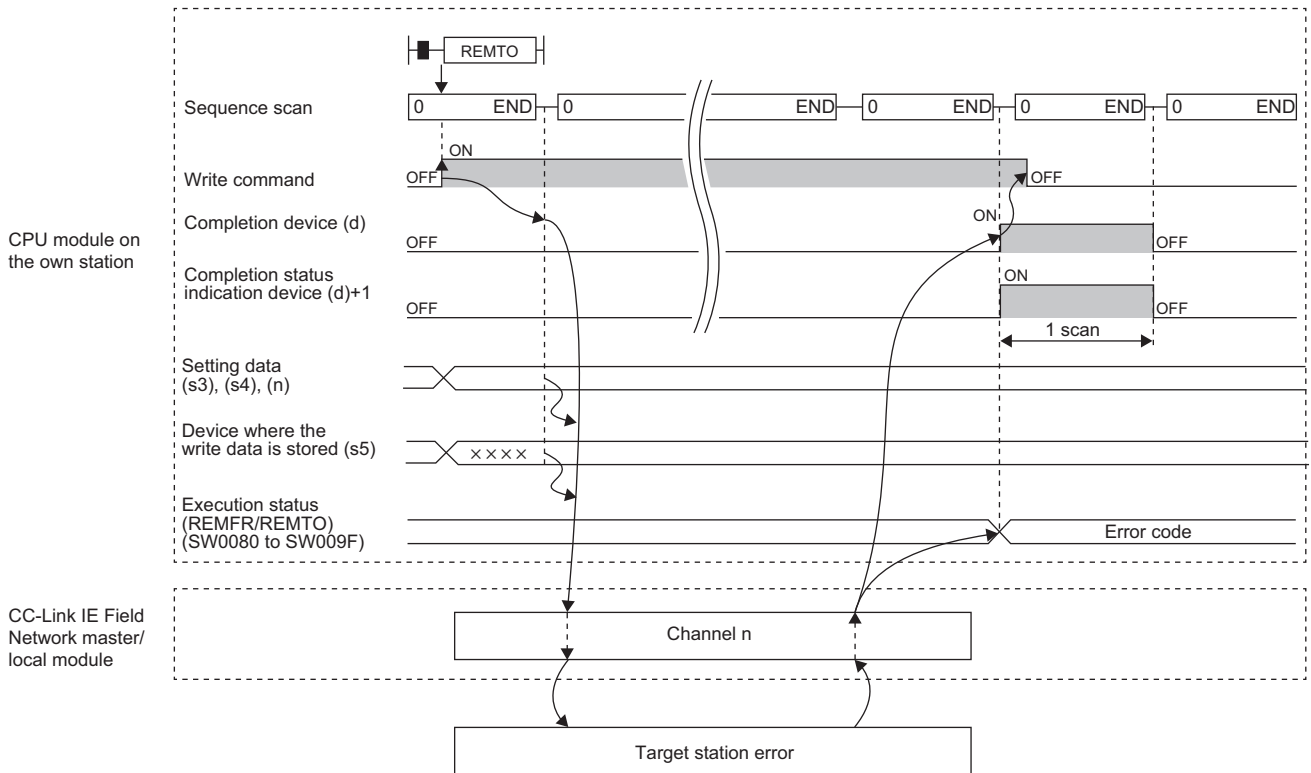 REMTO
Sequence scan
0 END 0 END 0 END 0 END 0 END
ON
Write command
OFF OFF
Completion device (d)
ON
OFF OFF
CPU module on
the own station
Completion status
indication device (d)+1
ON
OFF OFF
1 scan
Setting data
(s3), (s4), (n)
Device where the
write data is stored (s5)
××××
Execution status
(REMFR/REMTO)
(SW0080 to SW009F)
Error code
CC-Link IE Field
Network master/
local module
Channel n
Target station error